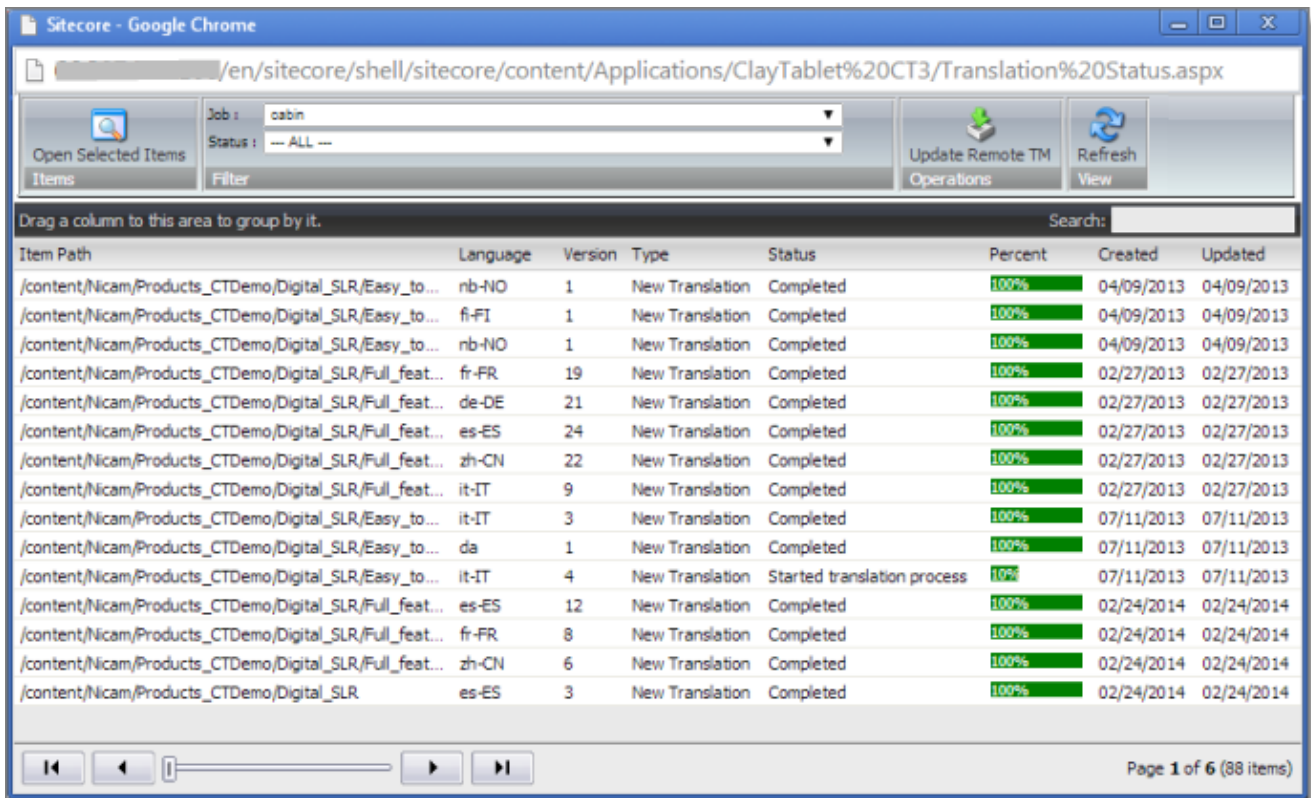 Sitecore - Google Chrome
/en/sitecore/shell/sitecore/content/Applications/ClayTablet%20CT3/Translation%20Status.aspx
Job : cabin
Status : --- ALL ---
Open Selected Items Update Remote TM Refresh
Items Filter Operations View
Drag a column to this area to group by it. Search:
Item Path Language Version Type Status Percent Created Updated
/content/Nicam/Products_CTDemo/Digital_SLR/Easy_to... nb-NO 1 New Translation Completed 100% 04/09/2013 04/09/2013
/content/Nicam/Products_CTDemo/Digital_SLR/Easy_to... fi-FI 1 New Translation Completed 100% 04/09/2013 04/09/2013
/content/Nicam/Products_CTDemo/Digital_SLR/Easy_to... nb-NO 1 New Translation Completed 100% 04/09/2013 04/09/2013
/content/Nicam/Products_CTDemo/Digital_SLR/Full_feat... fr-FR 19 New Translation Completed 100% 02/27/2013 02/27/2013
/content/Nicam/Products_CTDemo/Digital_SLR/Full_feat... de-DE 21 New Translation Completed 100% 02/27/2013 02/27/2013
/content/Nicam/Products_CTDemo/Digital_SLR/Full_feat... es-ES 24 New Translation Completed 100% 02/27/2013 02/27/2013
/content/Nicam/Products_CTDemo/Digital_SLR/Full_feat... zh-CN 22 New Translation Completed 100% 02/27/2013 02/27/2013
/content/Nicam/Products_CTDemo/Digital_SLR/Full_feat... it-IT 9 New Translation Completed 100% 02/27/2013 02/27/2013
/content/Nicam/Products_CTDemo/Digital_SLR/Easy_to... it-IT 3 New Translation Completed 100% 07/11/2013 07/11/2013
/content/Nicam/Products_CTDemo/Digital_SLR/Easy_to... da 1 New Translation Completed 100% 07/11/2013 07/11/2013
/content/Nicam/Products_CTDemo/Digital_SLR/Easy_to... it-IT 4 New Translation Started translation process 10% 07/11/2013 07/11/2013
/content/Nicam/Products_CTDemo/Digital_SLR/Full_feat... es-ES 12 New Translation Completed 100% 02/24/2014 02/24/2014
/content/Nicam/Products_CTDemo/Digital_SLR/Full_feat... fr-FR 8 New Translation Completed 100% 02/24/2014 02/24/2014
/content/Nicam/Products_CTDemo/Digital_SLR/Full_feat... zh-CN 6 New Translation Completed 100% 02/24/2014 02/24/2014
/content/Nicam/Products_CTDemo/Digital_SLR es-ES 3 New Translation Completed 100% 02/24/2014 02/24/2014
Page 1 of 6 (88 items)